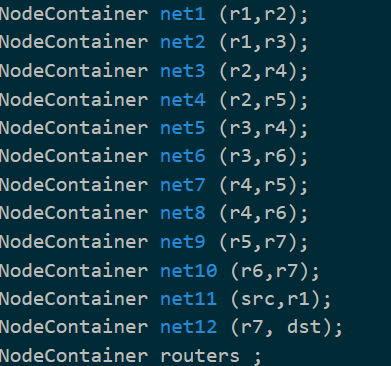 NodeContainer net1 (r1,r2);
NodeContainer net2 (r1,r3);
NodeContainer net3 (r2,r4);
NodeContainer net4 (r2,r5);
NodeContainer net5 (r3,r4);
NodeContainer net6 (r3,r6);
NodeContainer net7 (r4,r5);
NodeContainer net8 (r4,r6);
NodeContainer net9 (r5,r7);
NodeContainer net10 (r6,r7);
NodeContainer net11 (src,r1);
NodeContainer net12 (r7, dst);
NodeContainer routers ;